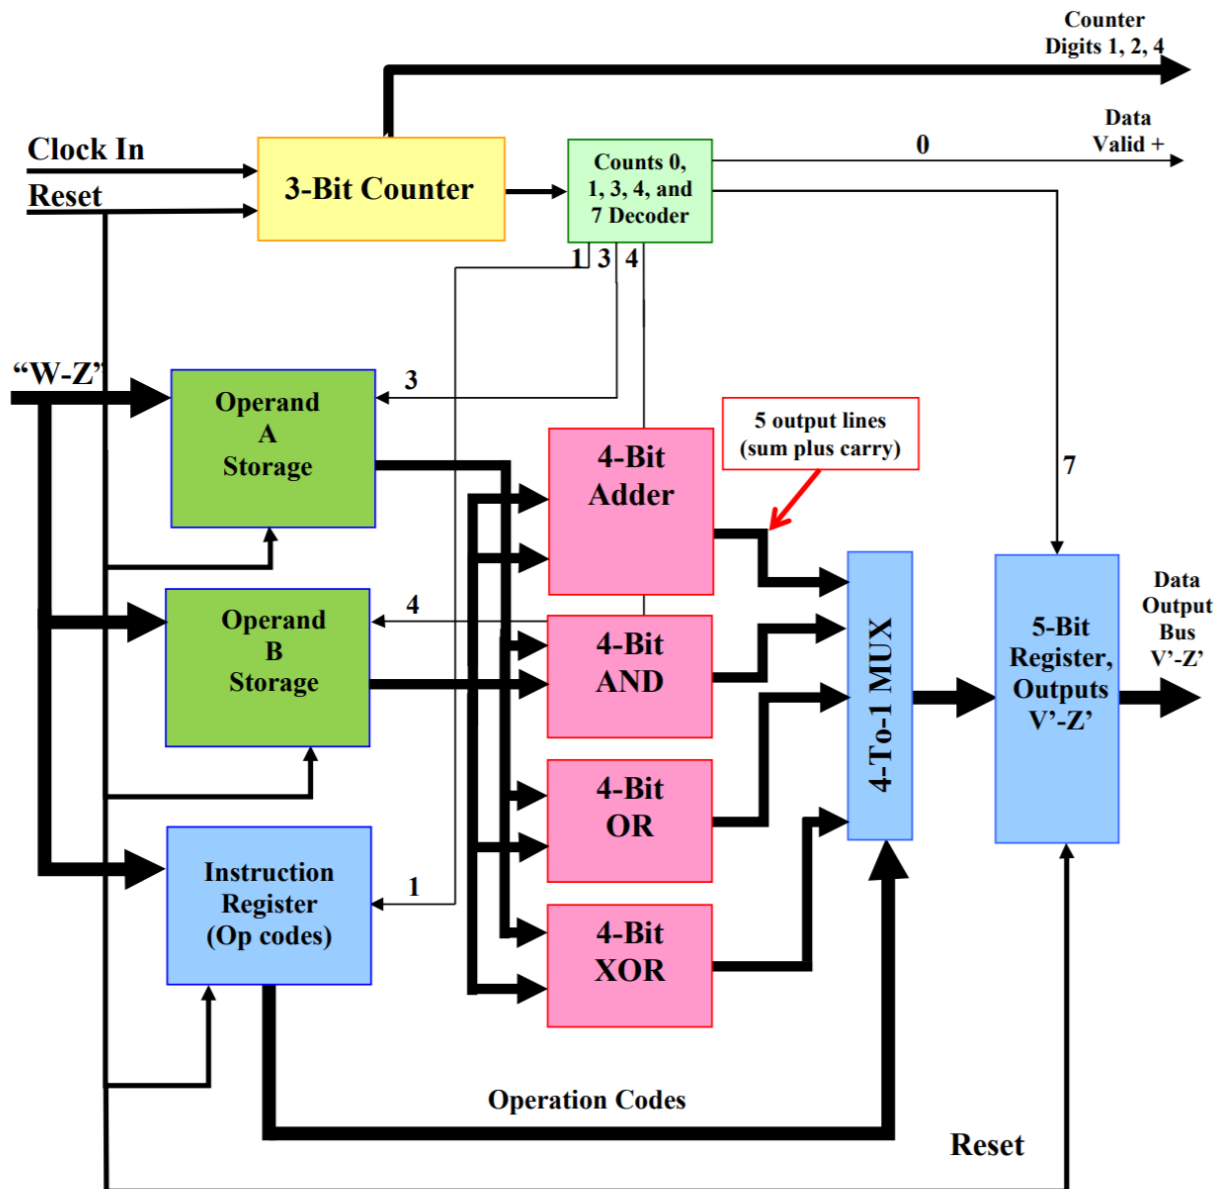 Counter
Digits 1, 2, 4
Clock In
Reset
3-Bit Counter
Counts 0,
1, 3, 4, and
7 Decoder
0
Data
Valid +
1
3
4
“W-Z”
Operand
A
Storage
3
4-Bit
Adder
5 output lines
(sum plus carry)
7
Operand
B
Storage
4
4-Bit
AND
4-To-1 MUX
5-Bit
Register,
Outputs
V’-Z’
Data
Output
Bus
V’-Z’
4-Bit
OR
Instruction
Register
(Op codes)
1
4-Bit
XOR
Operation Codes
Reset